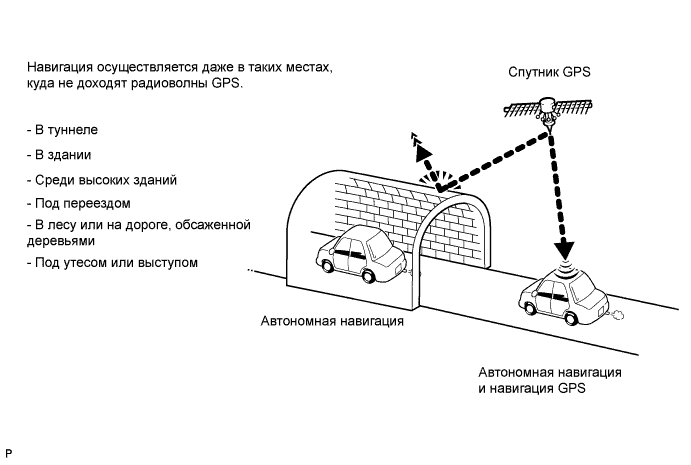 Навигация осуществляется даже в таких местах,
куда не доходят радиоволны GPS.
Спутник GPS
- В туннеле
- В здании
- Среди высоких зданий
- Под переездом
- В лесу или на дороге, обсаженной
деревьями
- Под утесом или выступом
Автономная навигация
Автономная навигация
и навигация GPS
P